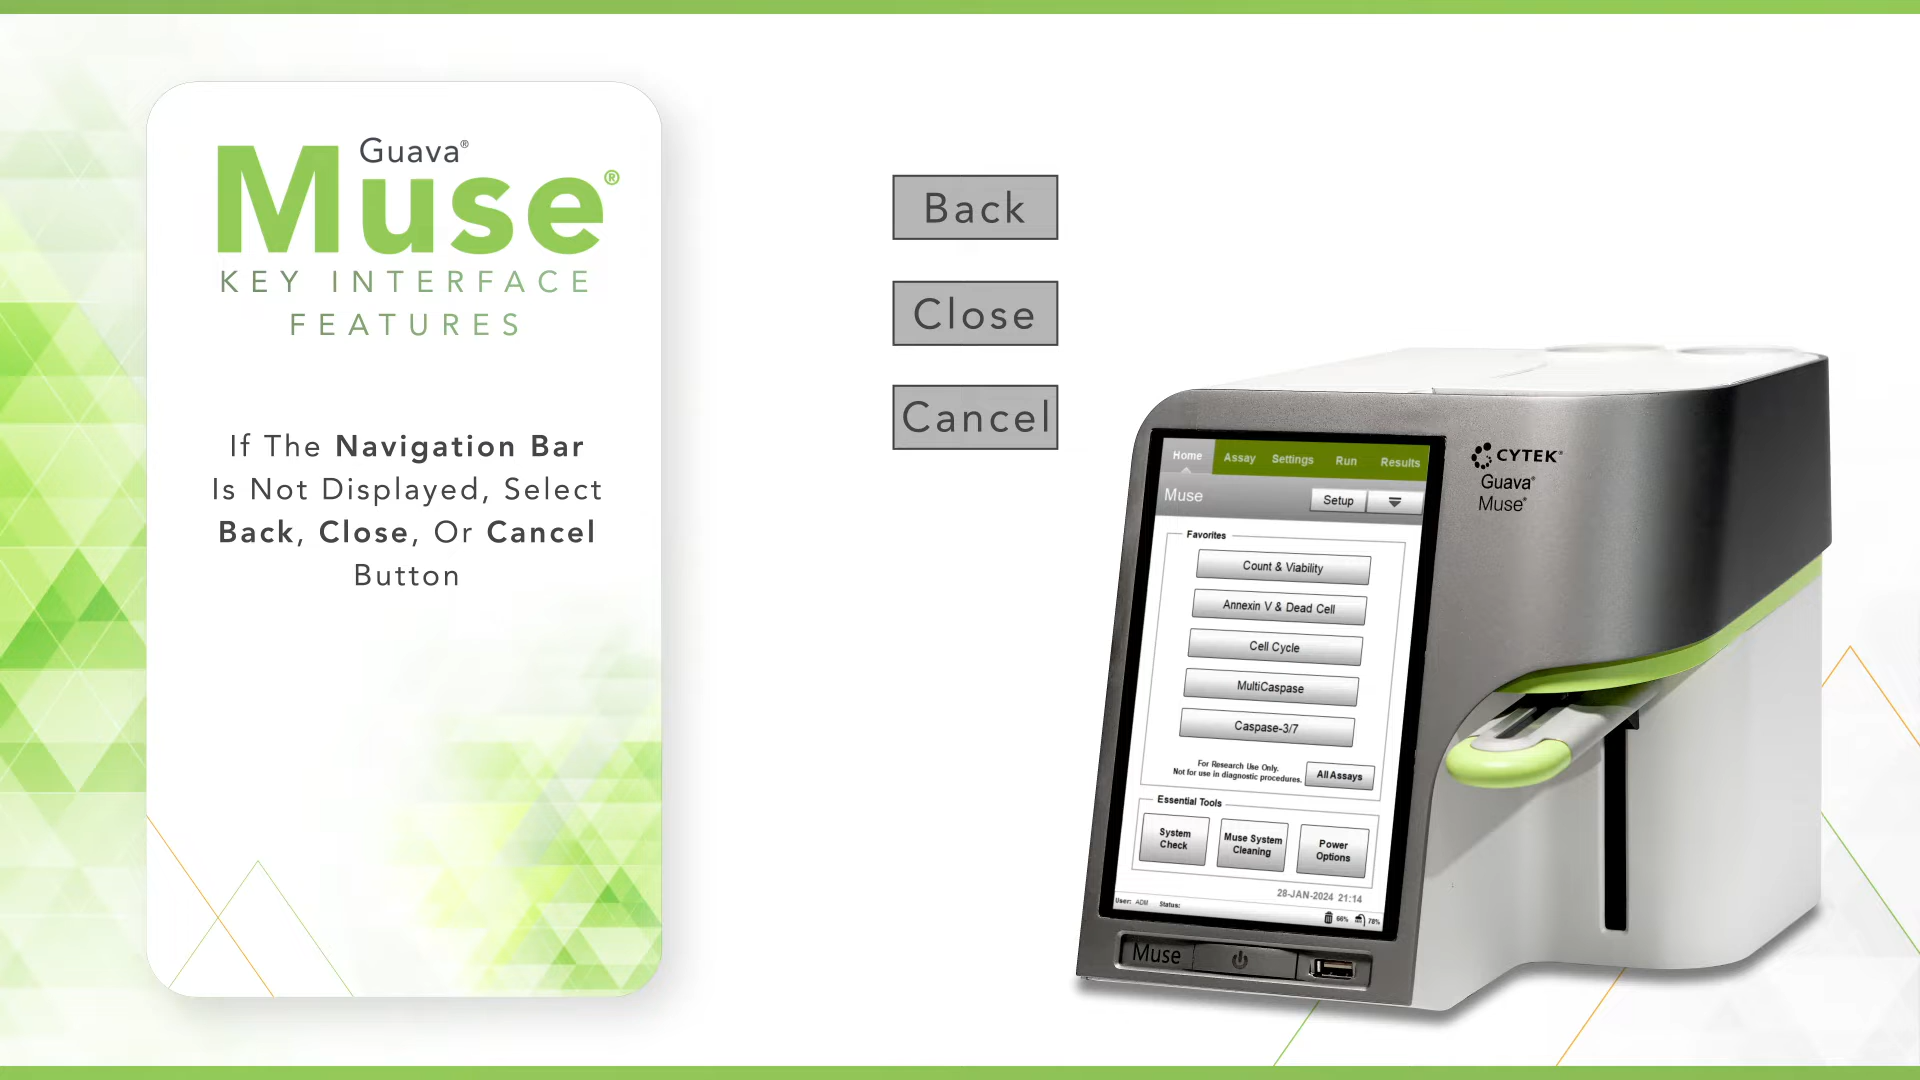 Guava®
Muse®
KEY INTERFACE
FEATURES
If The Navigation Bar
Is Not Displayed, Select
Back, Close, Or Cancel
Button
Back
Close
Cancel
Home Assay Settings Run Results
Muse Setup
Favorites
Count & Viability
Annexin V & Dead Cell
Cell Cycle
MultiCaspase
Caspase-3/7
For Research Use Only.
Not for use in diagnostic procedures.
All Assays
Essential Tools
System
Check
Muse System
Cleaning
Power
Options
28-JAN-2024 21:14
User: ADM Status:
66% 78%
Muse
CYTEK®
Guava®
Muse®